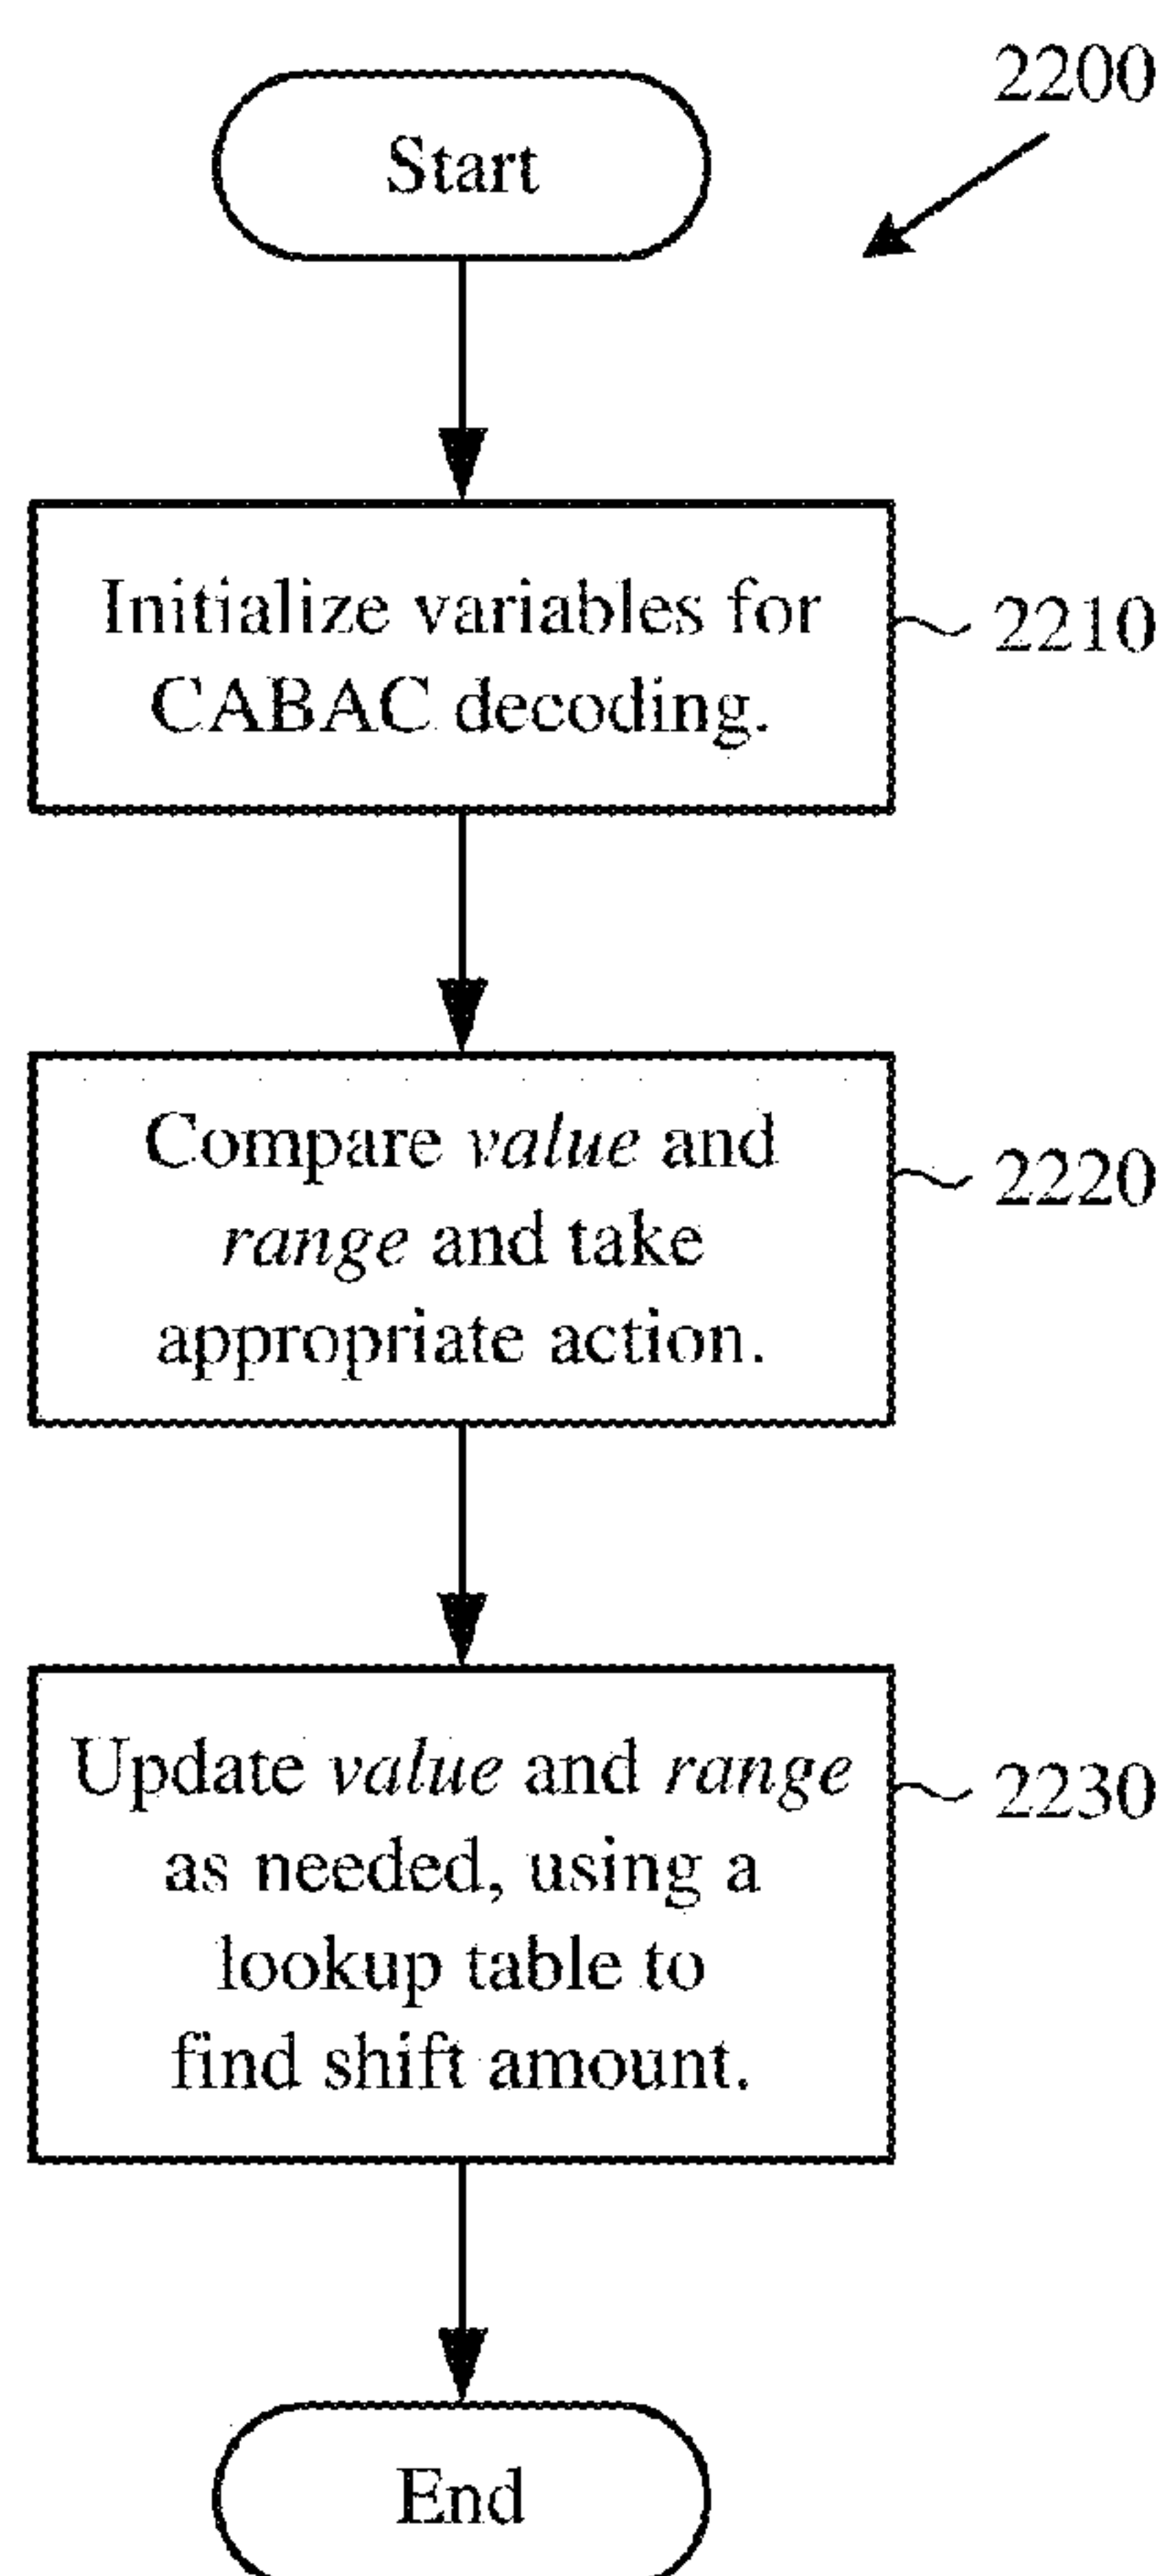 2200
Start
Initialize variables for
CABAC decoding.
2210
Compare value and
range and take
appropriate action.
2220
Update value and range
as needed, using a
lookup table to
find shift amount.
2230
End